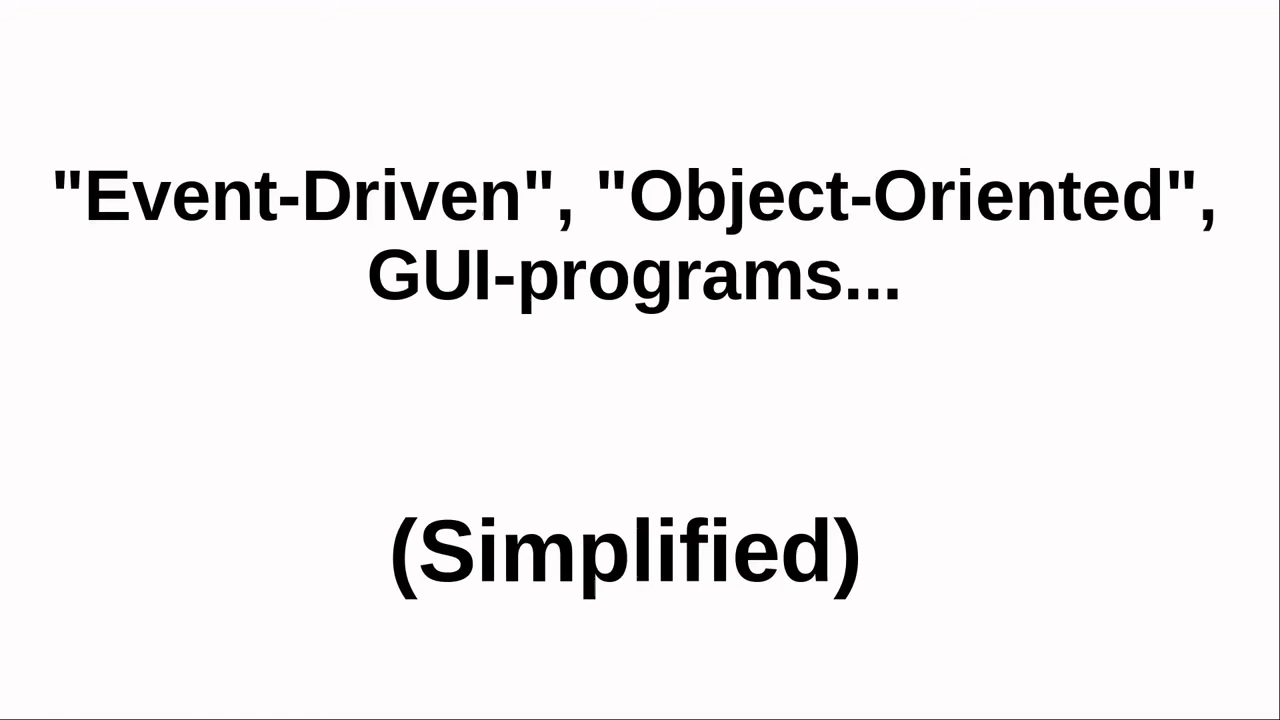 "Event-Driven", "Object-Oriented",
GUI-programs...
(Simplified)